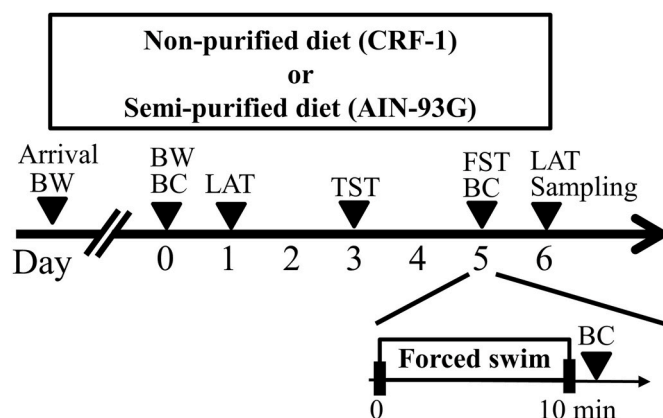 Non-purified diet (CRF-1)
or
Semi-purified diet (AIN-93G)
Arrival
BW
BW
BC
LAT
TST
FST
BC
LAT
Sampling
Day 0 1 2 3 4 5 6
Forced swim
BC
0 10 min